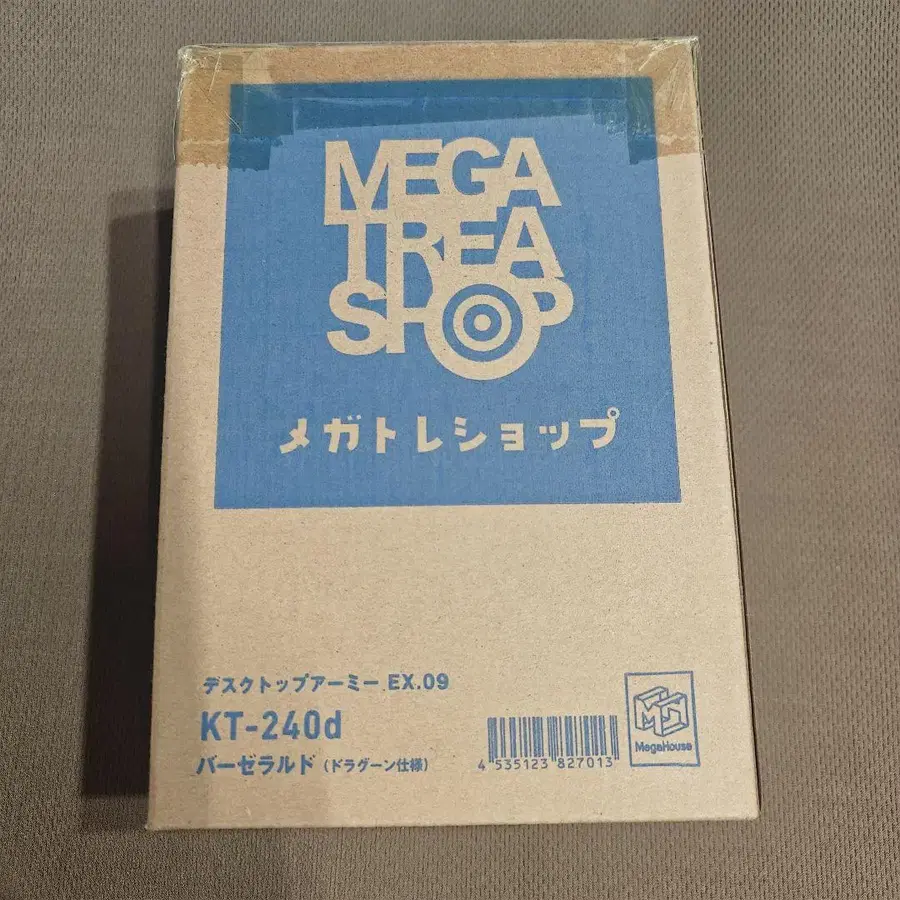 MEGA
TREA
SHOP
メガトレショップ
デスクトップアーミー EX.09
KT-240d
バーゼラルド（ドラグーン仕様）
4 535123 827013
MegaHouse